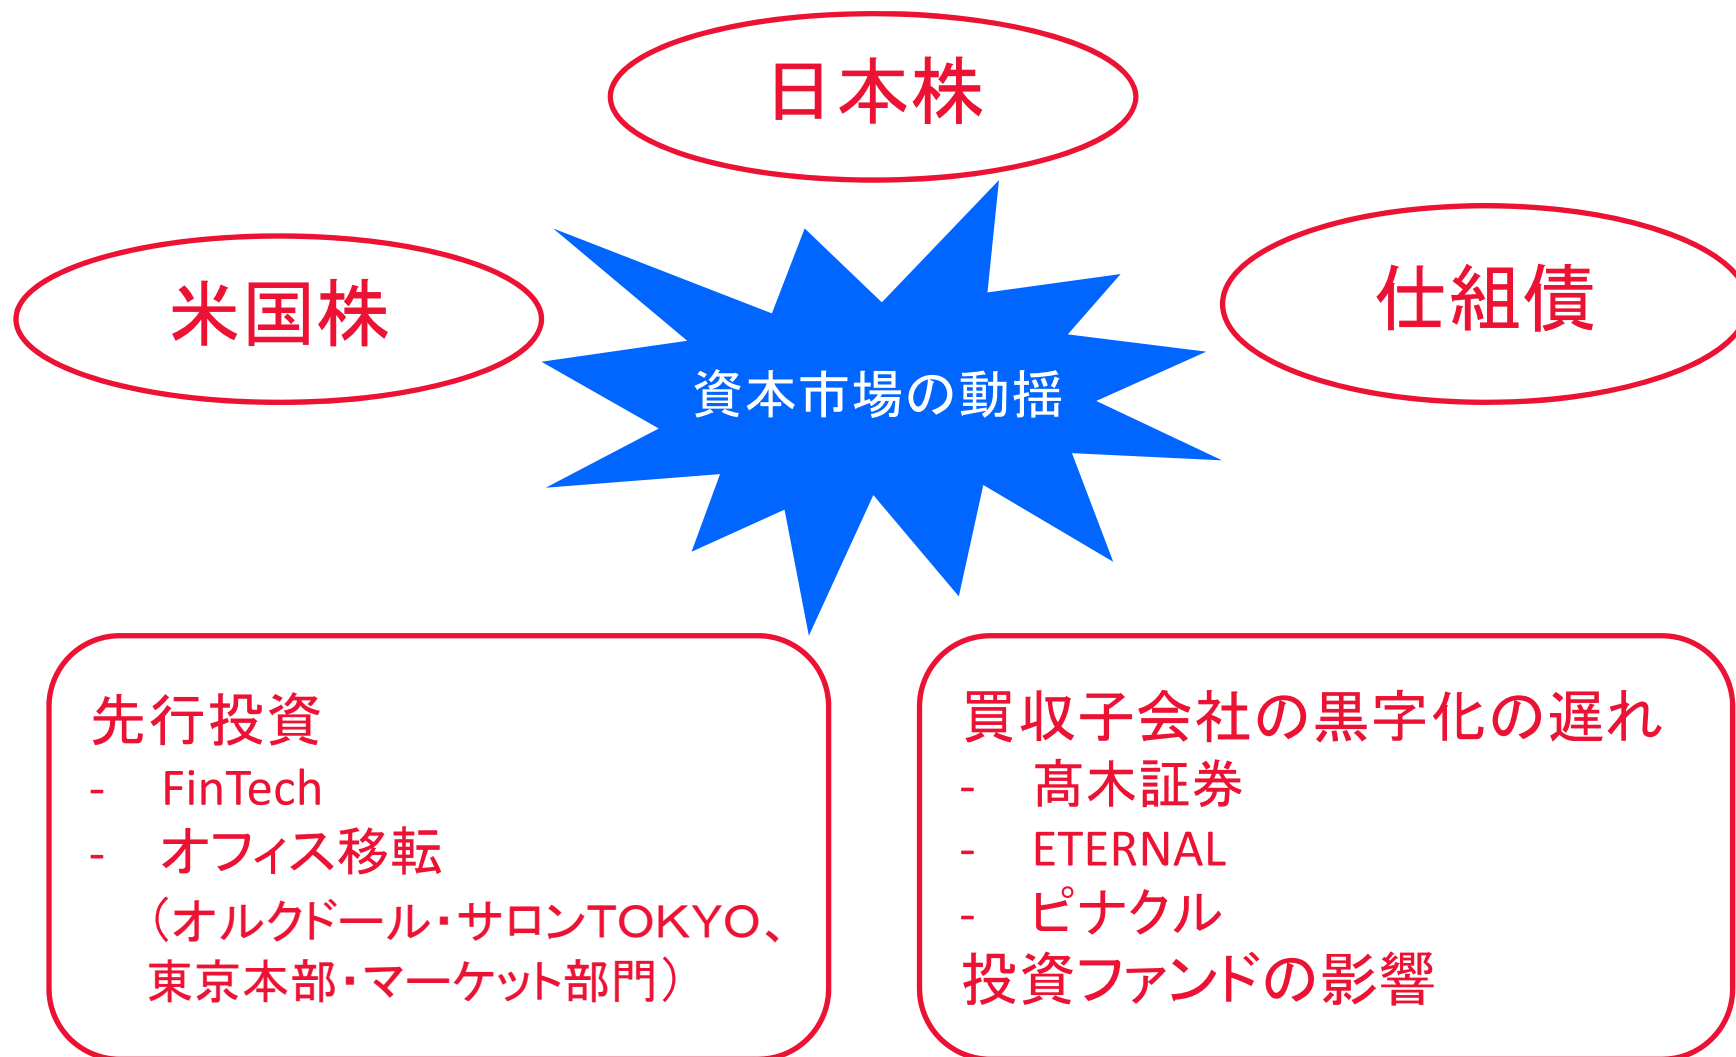 日本株
米国株
仕組債
資本市場の動揺
先行投資
- FinTech
- オフィス移転
（オルクドール・サロンTOKYO、
東京本部・マーケット部門）
買収子会社の黒字化の遅れ
- 髙木証券
- ETERNAL
- ピナクル
投資ファンドの影響